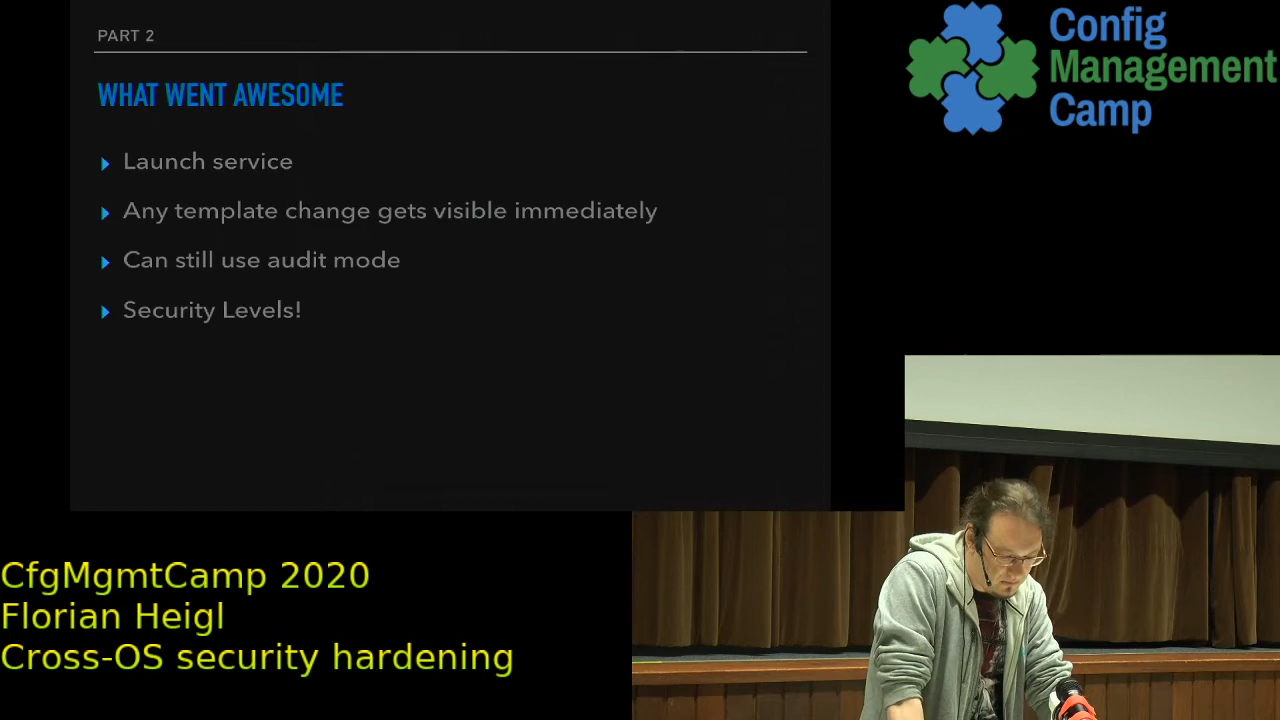 PART 2
WHAT WENT AWESOME
Launch service
Any template change gets visible immediately
Can still use audit mode
Security Levels!
Config
Management
Camp
CfgMgmtCamp 2020
Florian Heigl
Cross-OS security hardening